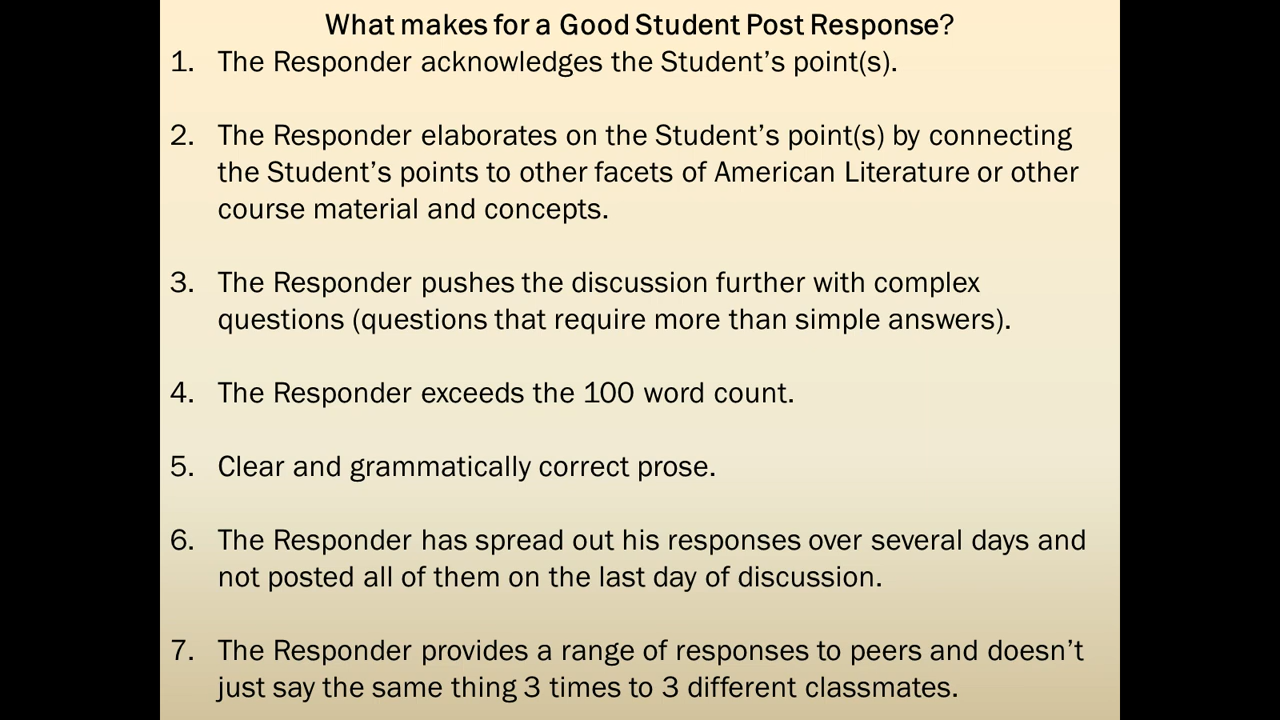 What makes for a Good Student Post Response?
1. The Responder acknowledges the Student’s point(s).
2. The Responder elaborates on the Student’s point(s) by connecting
the Student’s points to other facets of American Literature or other
course material and concepts.
3. The Responder pushes the discussion further with complex
questions (questions that require more than simple answers).
4. The Responder exceeds the 100 word count.
5. Clear and grammatically correct prose.
6. The Responder has spread out his responses over several days and
not posted all of them on the last day of discussion.
7. The Responder provides a range of responses to peers and doesn’t
just say the same thing 3 times to 3 different classmates.